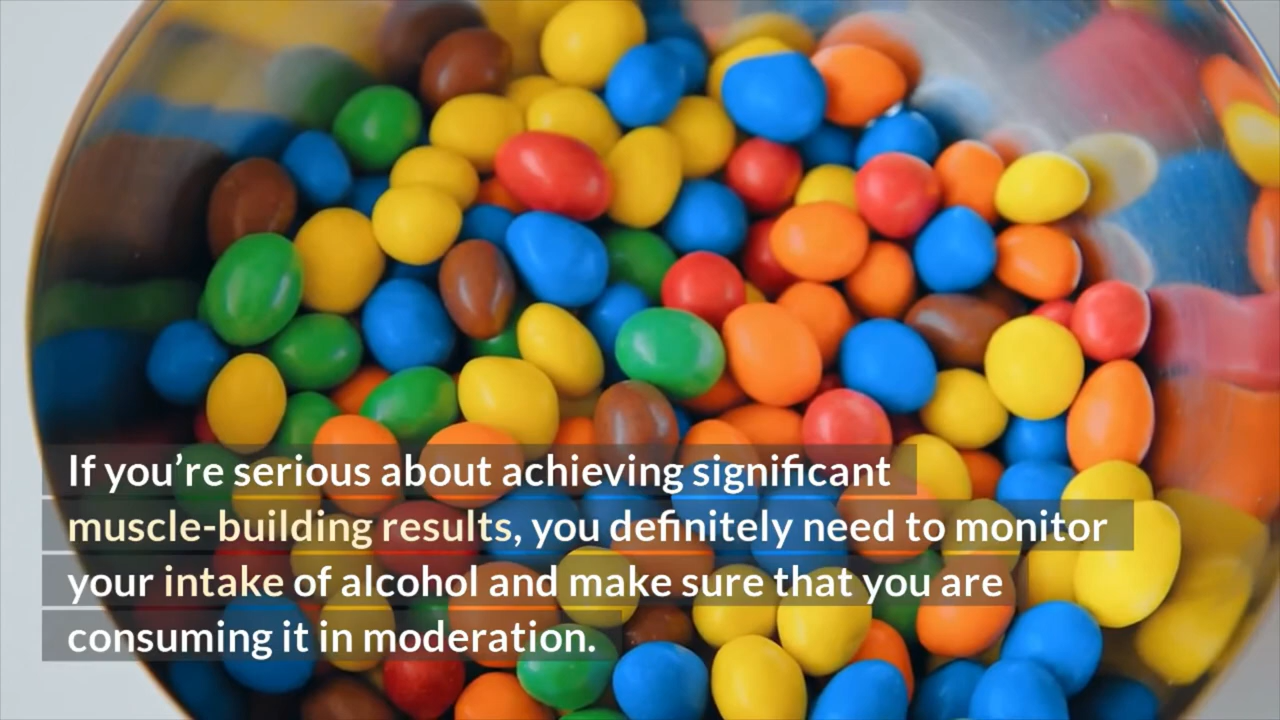 If you’re serious about achieving significant
muscle-building results, you definitely need to monitor
your intake of alcohol and make sure that you are
consuming it in moderation.